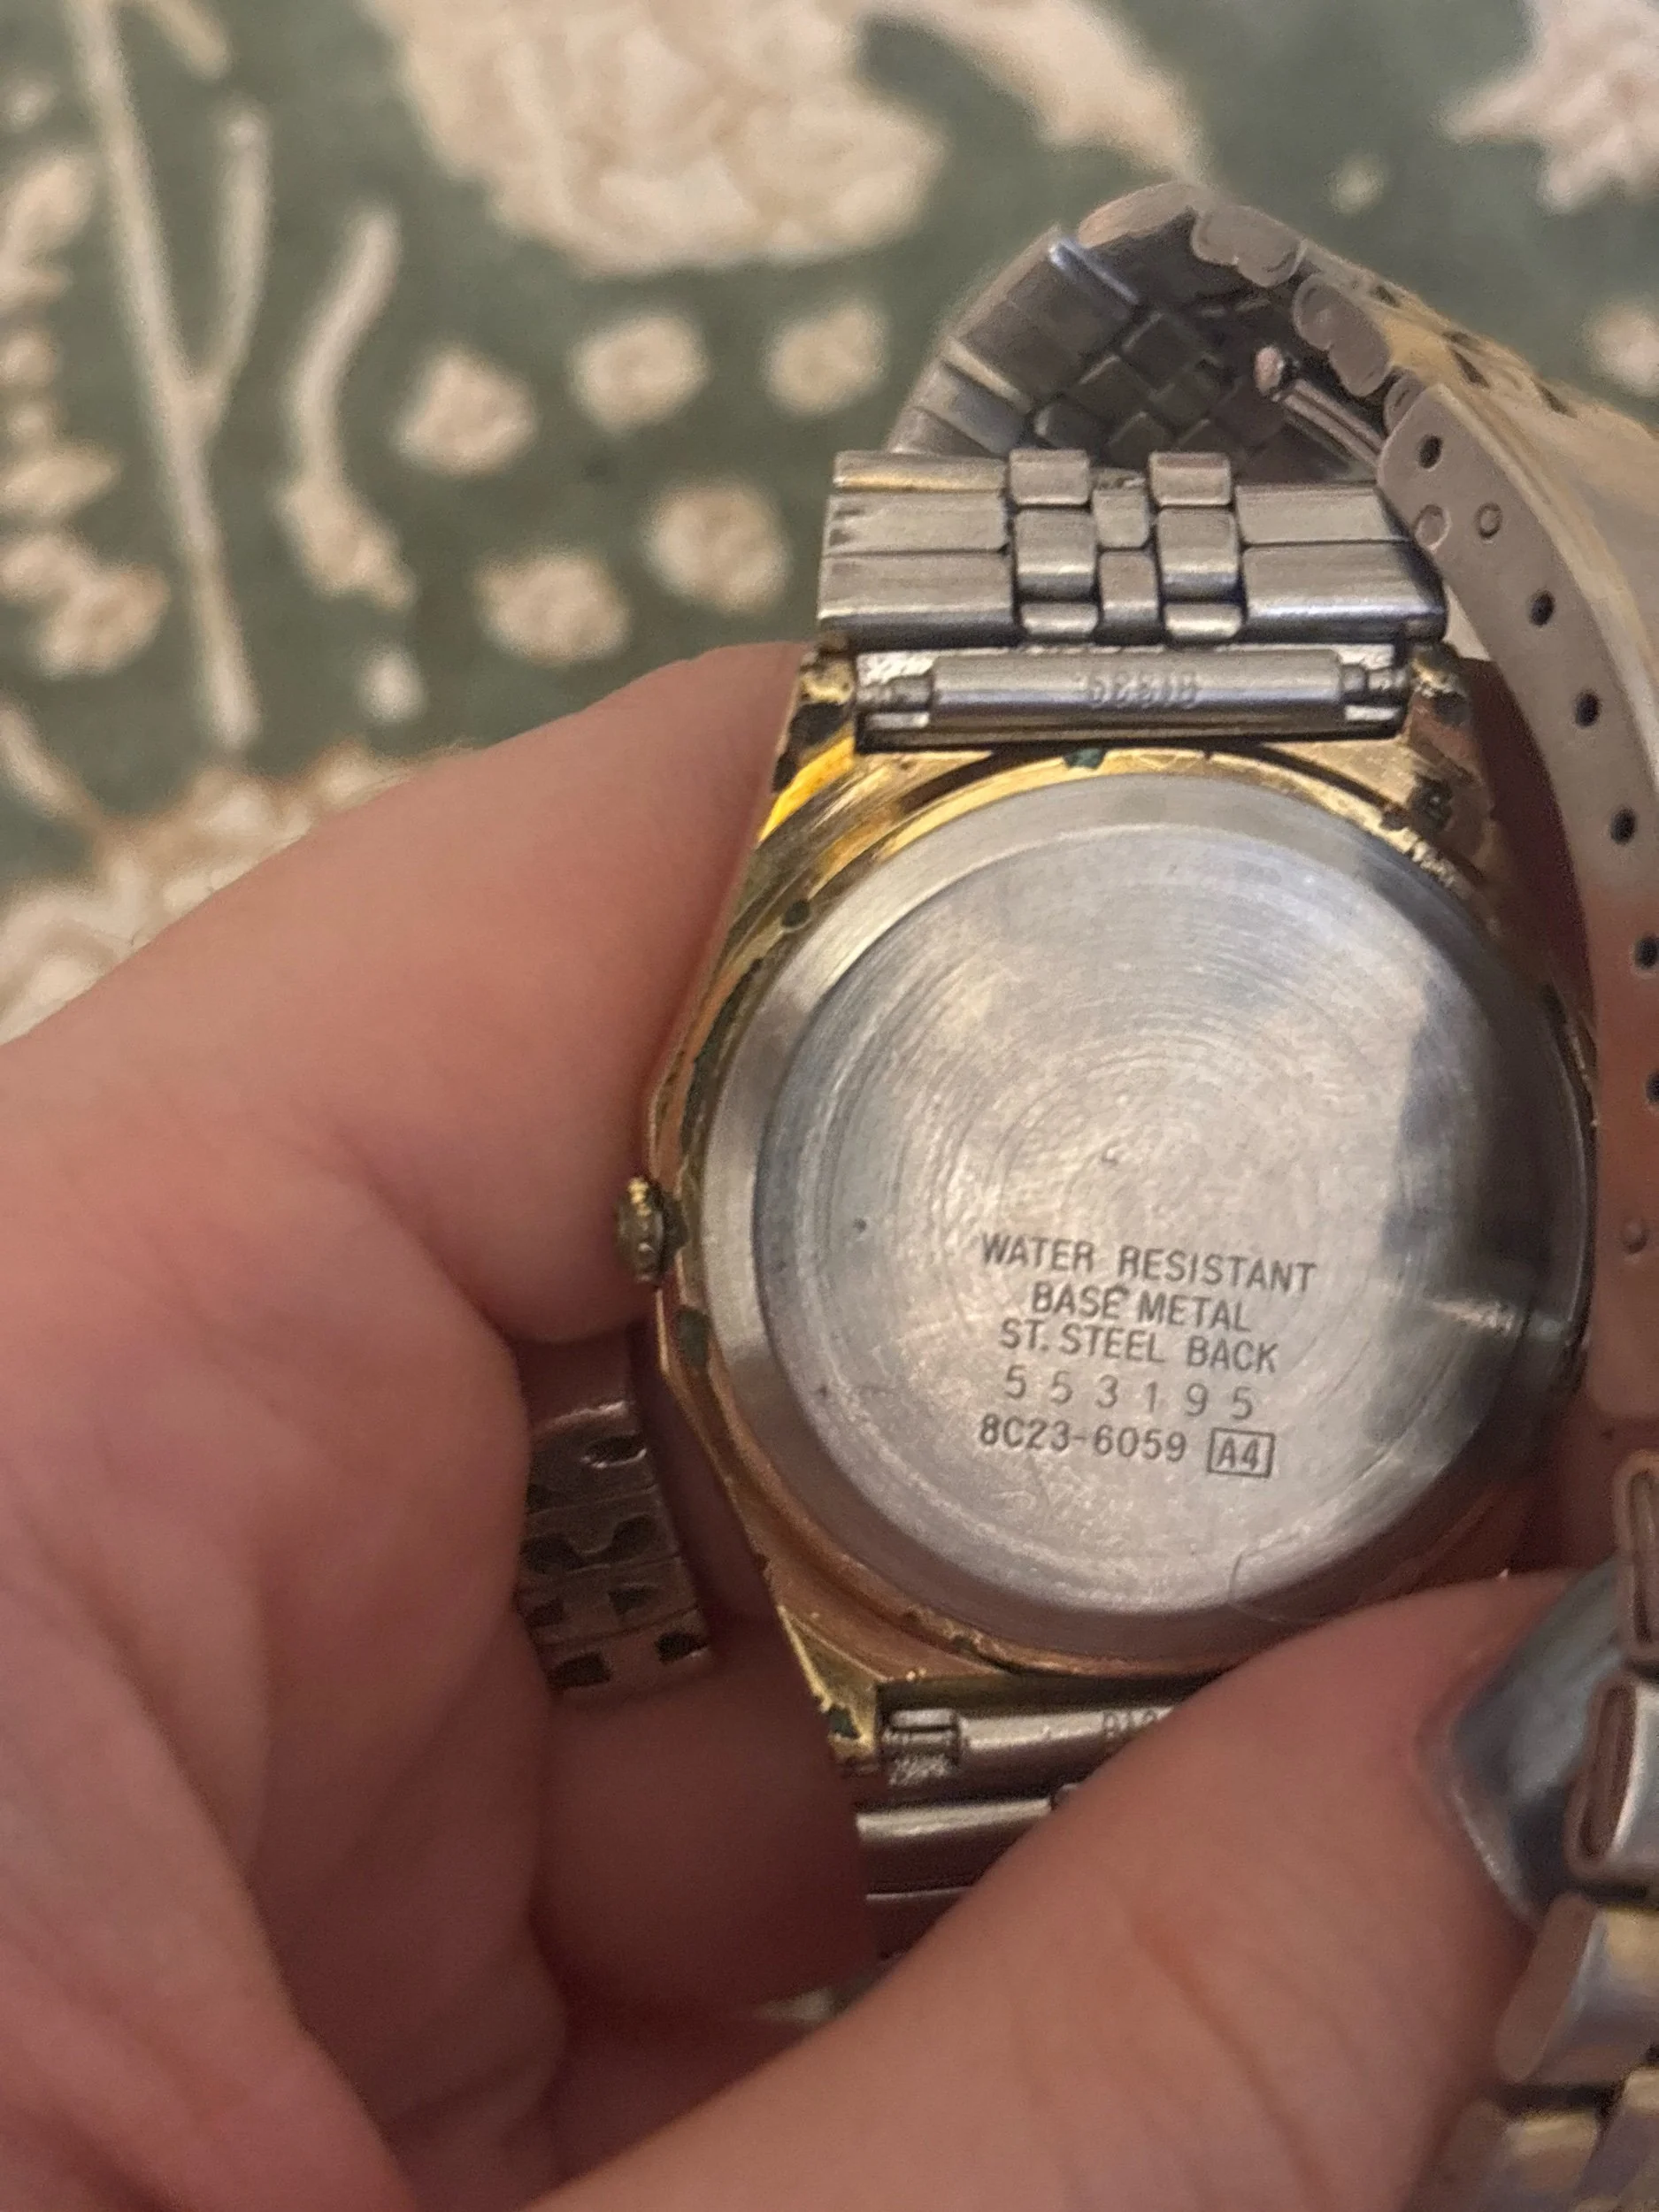 WATER RESISTANT
BASE METAL
ST. STEEL BACK
553195
8C23-6059 A4